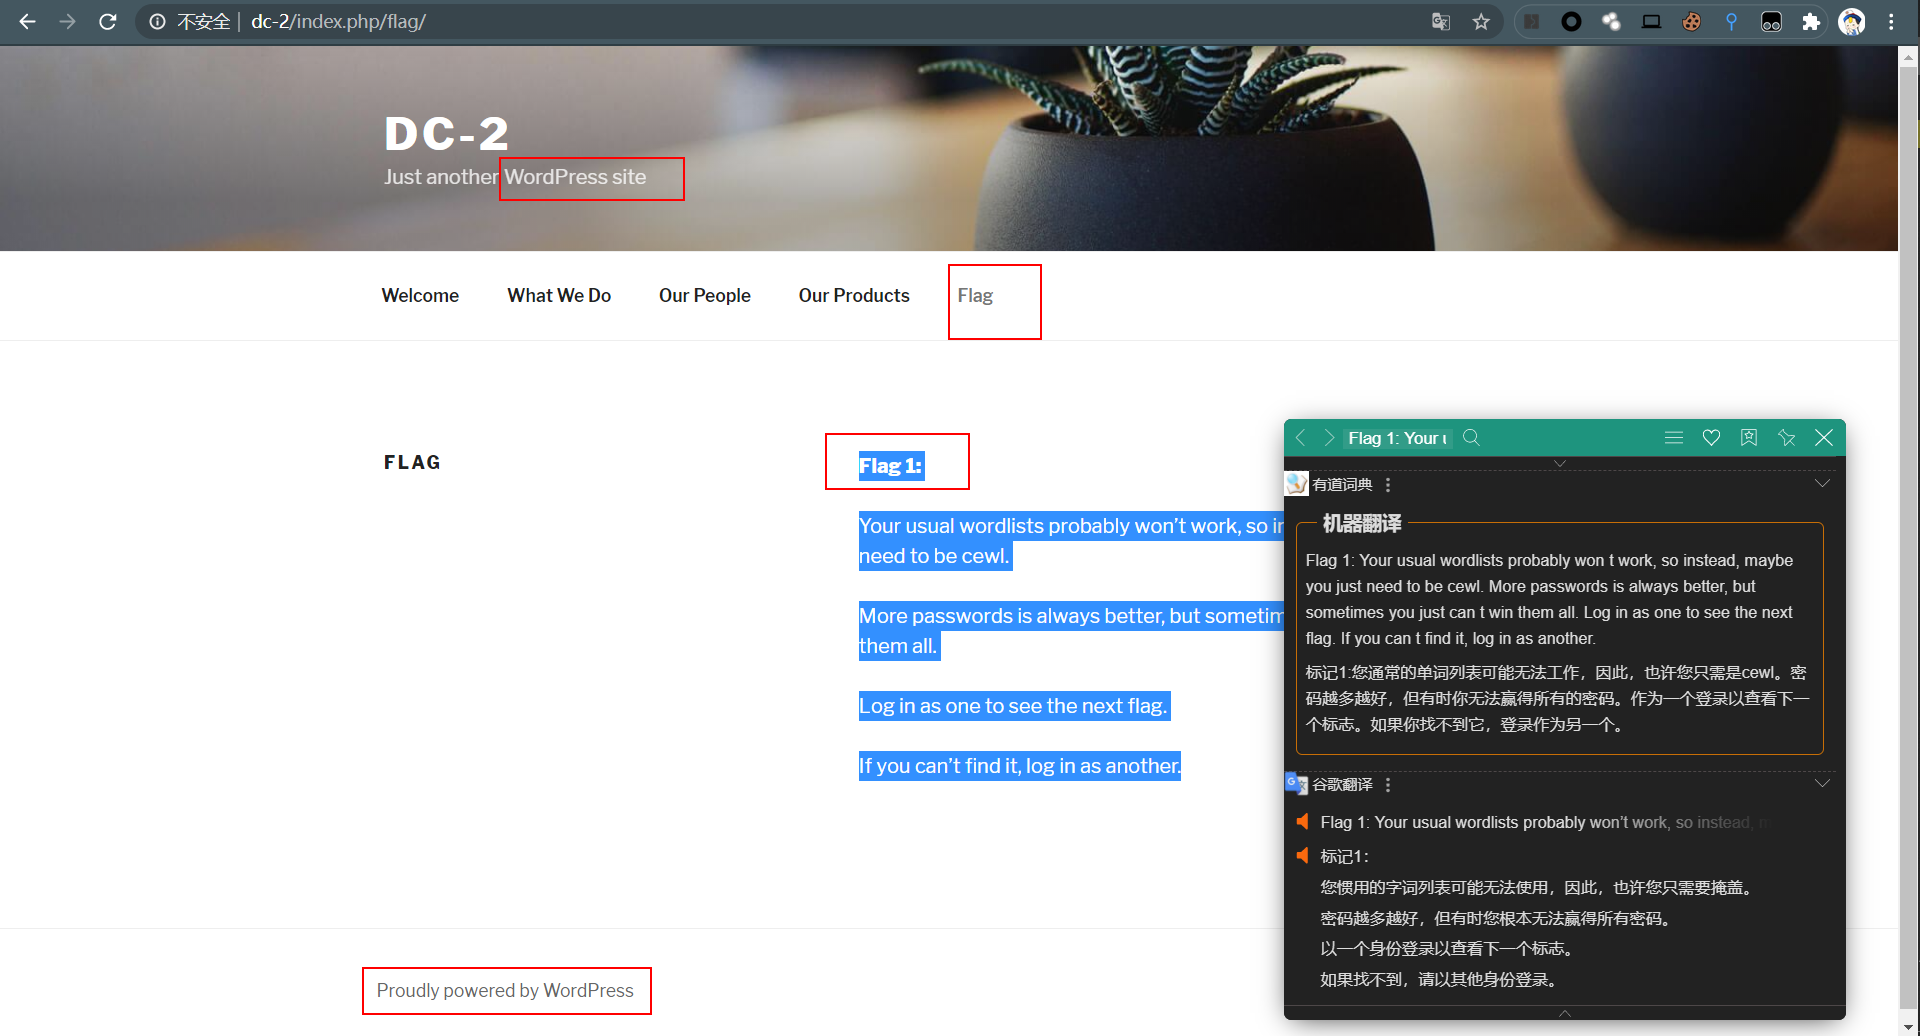 不安全 | dc-2/index.php/flag/
DC-2
Just another WordPress site
Welcome
What We Do
Our People
Our Products
Flag
FLAG
Flag 1:
Your usual wordlists probably won’t work, so in
need to be cewl.
More passwords is always better, but sometim
them all.
Log in as one to see the next flag.
If you can’t find it, log in as another.
Proudly powered by WordPress
Flag 1: Your u
有道词典
机器翻译
Flag 1: Your usual wordlists probably won t work, so instead, maybe
you just need to be cewl. More passwords is always better, but
sometimes you just can t win them all. Log in as one to see the next
flag. If you can t find it, log in as another.
标记1:您通常的单词列表可能无法工作，因此，也许您只需是cewl。密
码越多越好，但有时你无法赢得所有的密码。作为一个登录以查看下一
个标志。如果你找不到它，登录作为另一个。
谷歌翻译
Flag 1: Your usual wordlists probably won’t work, so instead, m
标记1：
您惯用的字词列表可能无法使用，因此，也许您只需要掩盖。
密码越多越好，但有时您根本无法赢得所有密码。
以一个身份登录以查看下一个标志。
如果找不到，请以其他身份登录。